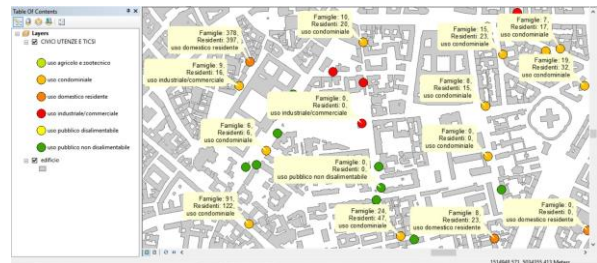 Table Of Contents
Layers
CIVICI UTENZE E TICSI
uso agricolo e zootecnico
uso condominiale
uso domestico residente
uso industriale/commerciale
uso pubblico disalimentabile
uso pubblico non disalimentabile
edificio
Famiglie: 378,
Residenti: 397,
uso domestico residente
Famiglie: 9,
Residenti: 16,
uso industriale/commerciale
Famiglie: 10,
Residenti: 20,
uso condominiale
Famiglie: 15,
Residenti: 23,
uso condominiale
Famiglie: 7,
Residenti: 17,
uso condominiale
Famiglie: 19,
Residenti: 32,
uso condominiale
Famiglie: 0,
Residenti: 0,
uso industriale/commerciale
Famiglie: 8,
Residenti: 15,
uso condominiale
Famiglie: 6,
Residenti: 6,
uso condominiale
Famiglie: 0,
Residenti: 0,
uso condominiale
Famiglie: 0,
Residenti: 0,
uso pubblico non disalimentabile
Famiglie: 91,
Residenti: 122,
uso condominiale
Famiglie: 24,
Residenti: 47,
uso condominiale
Famiglie: 8,
Residenti: 23,
uso domestico residente
Famiglie: 0,
Residenti: 0,
uso domestico residente